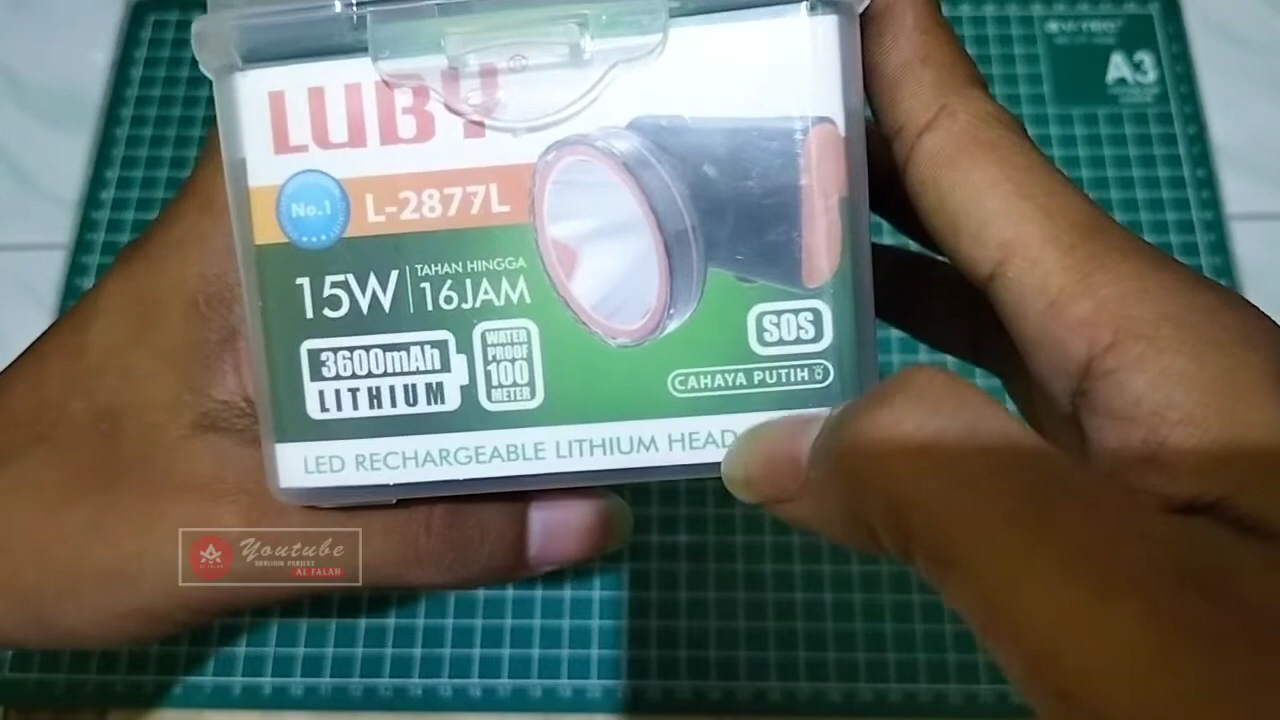 A3
LUBY®
No.1
L-2877L
15W
TAHAN HINGGA
16JAM
3600mAh
LITHIUM
WATER
PROOF
100
METER
SOS
CAHAYA PUTIH
LED RECHARGEABLE LITHIUM HEAD
Youtube
AL FALAH